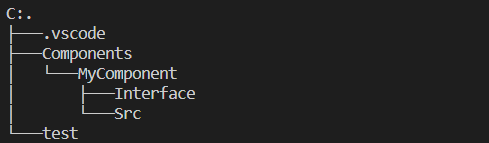 C:.
├───.vscode
├───Components
│   └───MyComponent
│       ├───Interface
│       └───Src
└───test